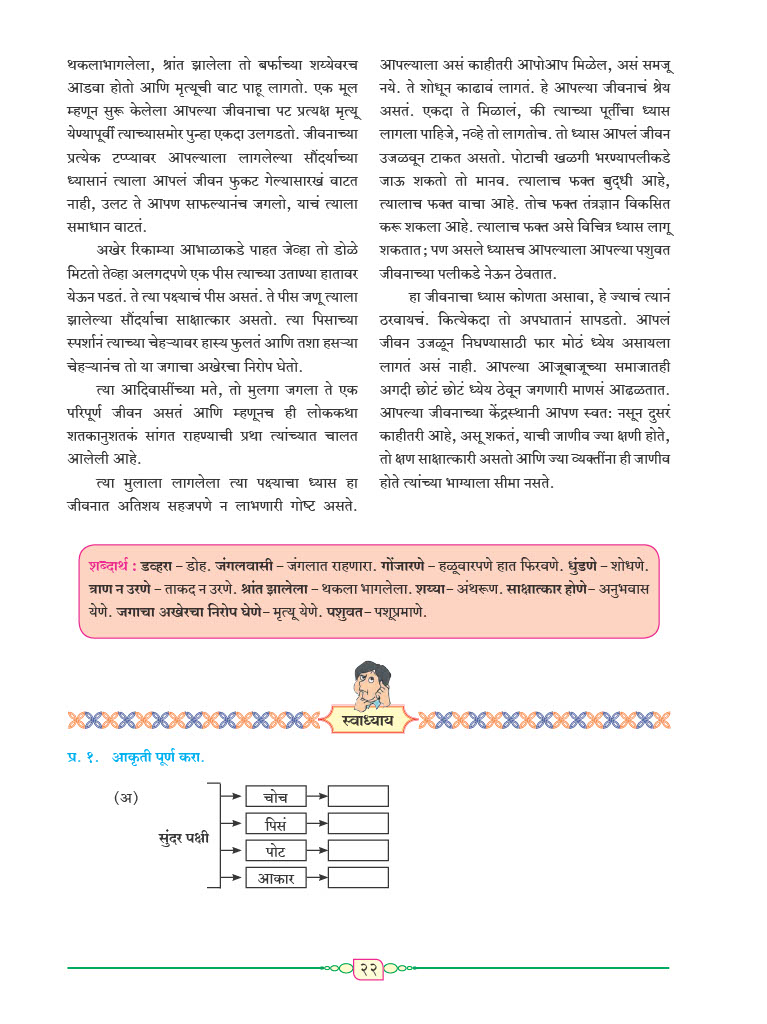 थकलाभागलेला, श्रांत झालेला तो बर्फाच्या शय्येवरच
आडवा होतो आणि मृत्यूची वाट पाहू लागतो. एक मूल
म्हणून सुरू केलेला आपल्या जीवनाचा पट प्रत्यक्ष मृत्यू
येण्यापूर्वी त्याच्यासमोर पुन्हा एकदा उलगडतो. जीवनाच्या
प्रत्येक टप्प्यावर आपल्याला लागलेल्या सौंदर्याच्या
ध्यासानं त्याला आपलं जीवन फुकट गेल्यासारखं वाटत
नाही, उलट ते आपण साफल्यानंच जगलो, याचं त्याला
समाधान वाटतं.
अखेर रिकाम्या आभाळाकडे पाहत जेव्हा तो डोळे
मिटतो तेव्हा अलगदपणे एक पीस त्याच्या उताण्या हातावर
येऊन पडतं. ते त्या पक्ष्याचं पीस असतं. ते पीस जणू त्याला
झालेल्या सौंदर्याचा साक्षात्कार असतो. त्या पिसाच्या
स्पर्शानं त्याच्या चेहऱ्यावर हास्य फुलतं आणि तशा हसऱ्या
चेहऱ्यानंच तो या जगाचा अखेरचा निरोप घेतो.
त्या आदिवासींच्या मते, तो मुलगा जगला ते एक
परिपूर्ण जीवन असतं आणि म्हणूनच ही लोककथा
शतकानुशतकं सांगत राहण्याची प्रथा त्यांच्यात चालत
आलेली आहे.
त्या मुलाला लागलेला त्या पक्ष्याचा ध्यास हा
जीवनात अतिशय सहजपणे न लाभणारी गोष्ट असते.
आपल्याला असं काहीतरी आपोआप मिळेल, असं समजू
नये. ते शोधून काढावं लागतं. हे आपल्या जीवनाचं श्रेय
असतं. एकदा ते मिळालं, की त्याच्या पूर्तीचा ध्यास
लागला पाहिजे, नव्हे तो लागतोच. तो ध्यास आपलं जीवन
उजळवून टाकत असतो. पोटाची खळगी भरण्यापलीकडे
जाऊ शकतो तो मानव. त्यालाच फक्त बुद्धी आहे,
त्यालाच फक्त वाचा आहे. तोच फक्त तंत्रज्ञान विकसित
करू शकला आहे. त्यालाच फक्त असे विचित्र ध्यास लागू
शकतात; पण असले ध्यासच आपल्याला आपल्या पशुवत
जीवनाच्या पलीकडे नेऊन ठेवतात.
हा जीवनाचा ध्यास कोणता असावा, हे ज्याचं त्यानं
ठरवायचं. कित्येकदा तो अपघातानं सापडतो. आपलं
जीवन उजळून निघण्यासाठी फार मोठं ध्येय असायला
लागतं असं नाही. आपल्या आजूबाजूच्या समाजातही
अगदी छोटं छोटं ध्येय ठेवून जगणारी माणसं आढळतात.
आपल्या जीवनाच्या केंद्रस्थानी आपण स्वत: नसून दुसरं
काहीतरी आहे, असू शकतं, याची जाणीव ज्या क्षणी होते,
तो क्षण साक्षात्कारी असतो आणि ज्या व्यक्तींना ही जाणीव
होते त्यांच्या भाग्याला सीमा नसते.
शब्दार्थ : डव्हरा – डोह. जंगलवासी – जंगलात राहणारा. गोंजारणे – हळूवारपणे हात फिरवणे. धुंडणे – शोधणे.
त्राण न उरणे – ताकद न उरणे. श्रांत झालेला – थकला भागलेला. शय्या – अंथरूण. साक्षात्कार होणे – अनुभवास
येणे. जगाचा अखेरचा निरोप घेणे – मृत्यू येणे. पशुवत – पशूप्रमाणे.
स्वाध्याय
प्र. १. आकृती पूर्ण करा.
(अ)
सुंदर पक्षी
चोच
पिसं
पोट
आकार
२२